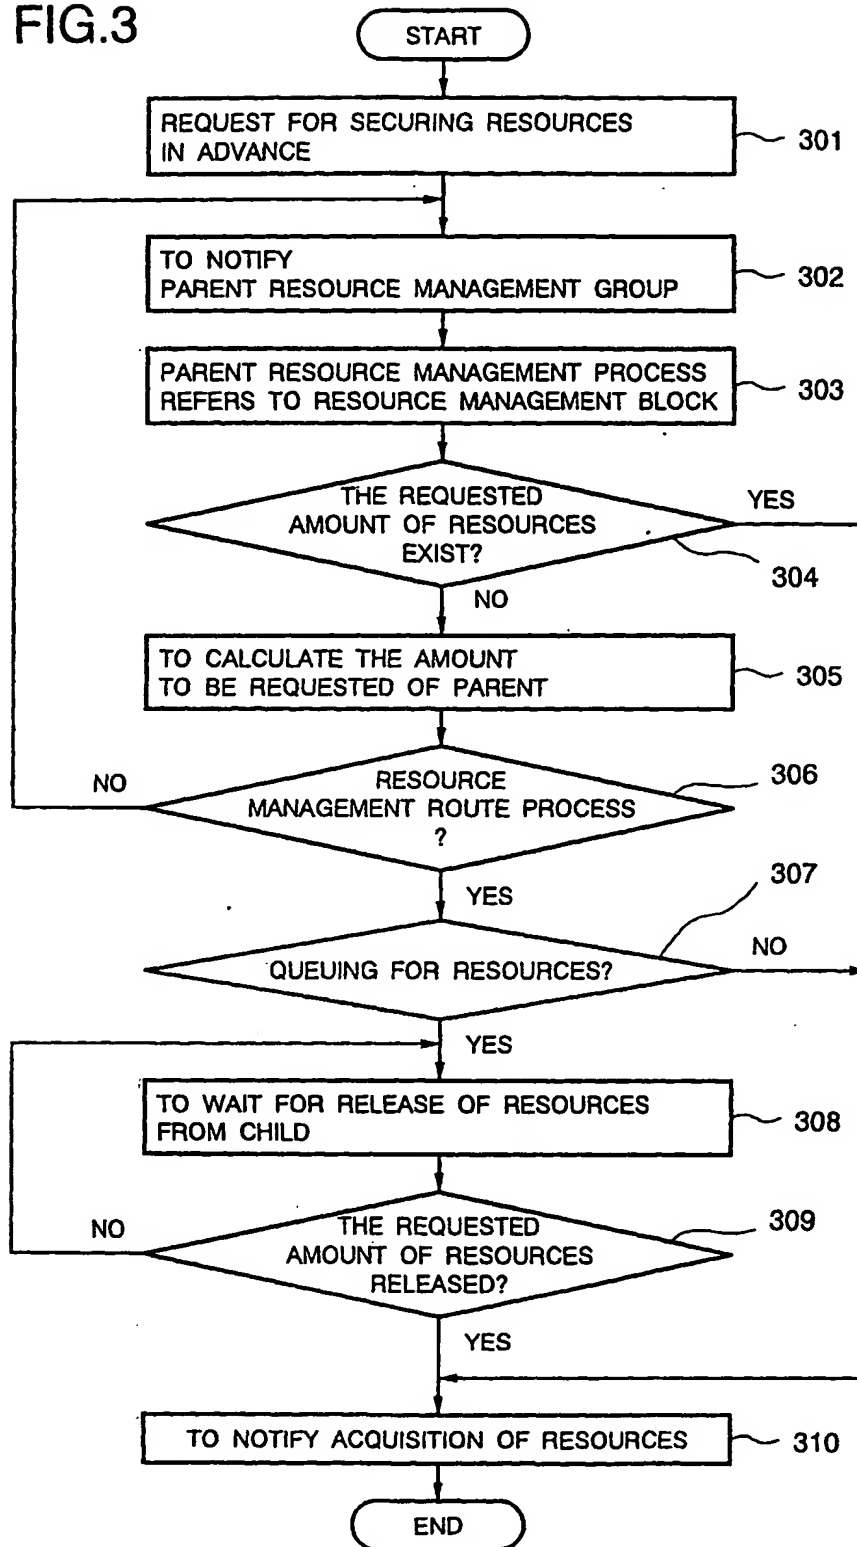 FIG.3
START
REQUEST FOR SECURING RESOURCES
IN ADVANCE
301
TO NOTIFY
PARENT RESOURCE MANAGEMENT GROUP
302
PARENT RESOURCE MANAGEMENT PROCESS
REFERS TO RESOURCE MANAGEMENT BLOCK
303
THE REQUESTED
AMOUNT OF RESOURCES
EXIST?
YES
304
NO
TO CALCULATE THE AMOUNT
TO BE REQUESTED OF PARENT
305
NO
RESOURCE
MANAGEMENT ROUTE PROCESS
?
306
YES
307
QUEUING FOR RESOURCES?
NO
YES
TO WAIT FOR RELEASE OF RESOURCES
FROM CHILD
308
NO
THE REQUESTED
AMOUNT OF RESOURCES
RELEASED?
309
YES
TO NOTIFY ACQUISITION OF RESOURCES
310
END